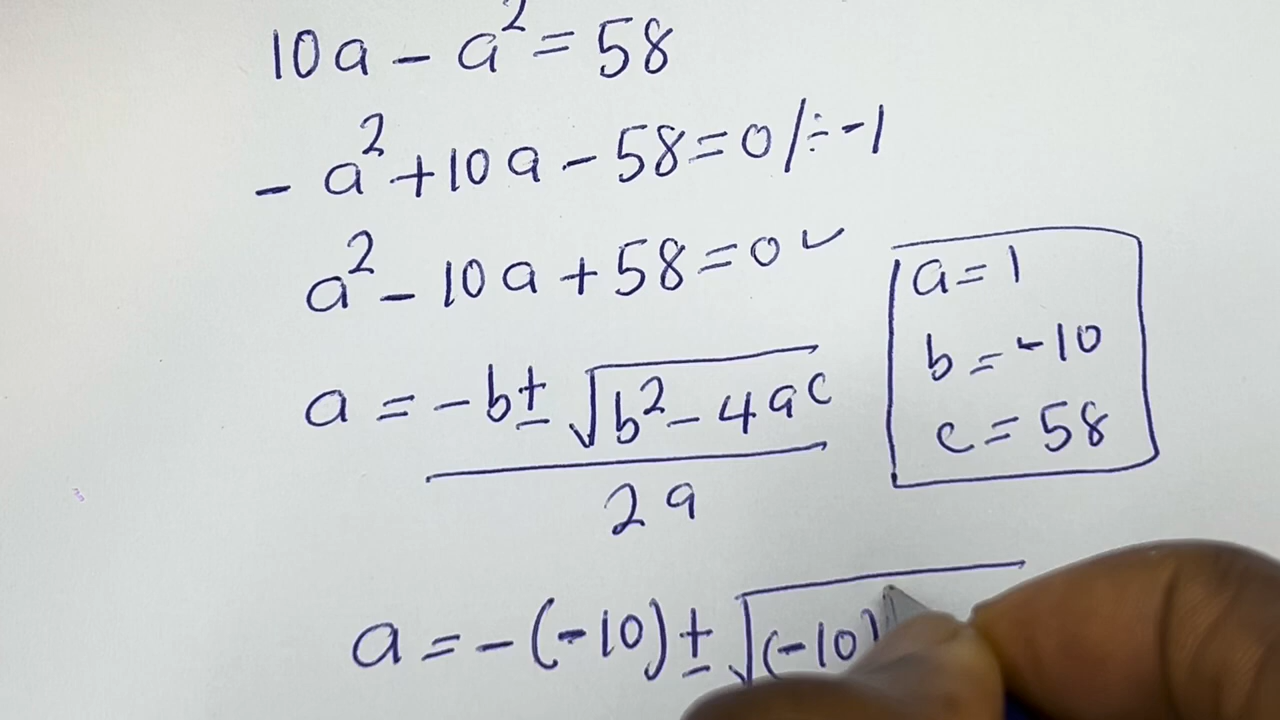 10a - a² = 58
- a² + 10a - 58 = 0 / ÷ -1
a² - 10a + 58 = 0 ✓
a = 1
b = -10
c = 58
a = -b ± √b² - 4ac
2a
a = -(-10) ± √(-10)